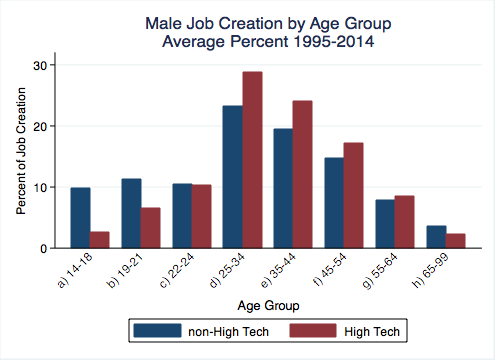 Male Job Creation by Age Group
Average Percent 1995-2014
Percent of Job Creation
30
20
10
0
a) 14-18
b) 19-21
c) 22-24
d) 25-34
e) 35-44
f) 45-54
g) 55-64
h) 65-99
Age Group
non-High Tech
High Tech